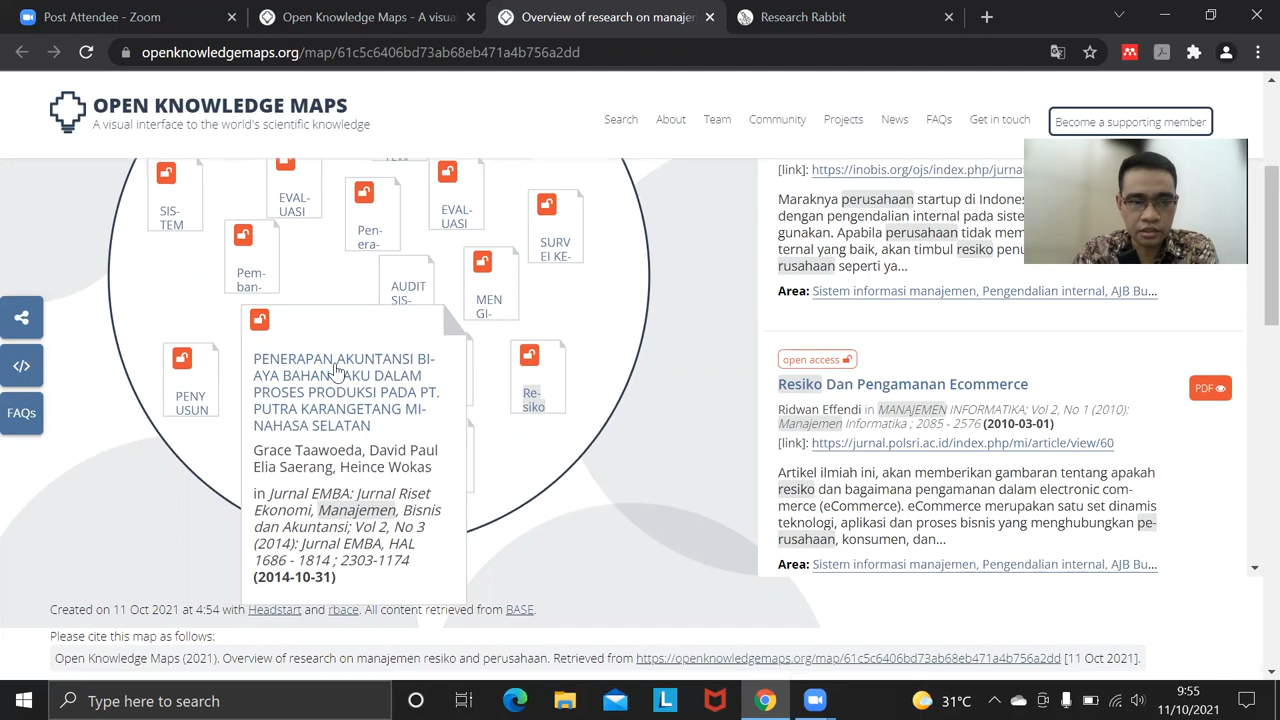 Post Attendee - Zoom
Open Knowledge Maps - A visual
Overview of research on manajem
Research Rabbit
openknowledgemaps.org/map/61c5c6406bd73ab68eb471a4b756a2dd
OPEN KNOWLEDGE MAPS
A visual interface to the world's scientific knowledge
Search
About
Team
Community
Projects
News
FAQs
Get in touch
Become a supporting member
SIS-
TEM
EVAL-
UASI
Pen-
era-
EVAL-
UASI
SURV
EI KE-
Pem-
ban-
AUDIT
SIS-
MEN
GI-
PENY
USUN
Re-
siko
PENERAPAN AKUNTANSI BI-
AYA BAHAN BAKU DALAM
PROSES PRODUKSI PADA PT.
PUTRA KARANGETANG MI-
NAHASA SELATAN
Grace Taawoeda, David Paul
Elia Saerang, Heince Wokas
in Jurnal EMBA: Jurnal Riset
Ekonomi, Manajemen, Bisnis
dan Akuntansi; Vol 2, No 3
(2014): Jurnal EMBA, HAL
1686 - 1814 ; 2303-1174
(2014-10-31)
FAQs
[link]: https://inobis.org/ojs/index.php/jurna
Maraknya perusahaan startup di Indones
dengan pengendalian internal pada siste
gunakan. Apabila perusahaan tidak mem
ternal yang baik, akan timbul resiko penu
rusahaan seperti ya...
Area: Sistem informasi manajemen, Pengendalian internal, AJB Bu...
open access
Resiko Dan Pengamanan Ecommerce
PDF
Ridwan Effendi in MANAJEMEN INFORMATIKA; Vol 2, No 1 (2010):
Manajemen Informatika ; 2085 - 2576 (2010-03-01)
[link]: https://jurnal.polsri.ac.id/index.php/mi/article/view/60
Artikel ilmiah ini, akan memberikan gambaran tentang apakah
resiko dan bagaimana pengamanan dalam electronic com-
merce (eCommerce). eCommerce merupakan satu set dinamis
teknologi, aplikasi dan proses bisnis yang menghubungkan pe-
rusahaan, konsumen, dan...
Area: Sistem informasi manajemen, Pengendalian internal, AJB Bu...
Created on 11 Oct 2021 at 4:54 with Headstart and rbace. All content retrieved from BASE.
Please cite this map as follows:
Open Knowledge Maps (2021). Overview of research on manajemen resiko and perusahaan. Retrieved from https://openknowledgemaps.org/map/61c5c6406bd73ab68eb471a4b756a2dd [11 Oct 2021].
Type here to search
31°C
9:55
11/10/2021